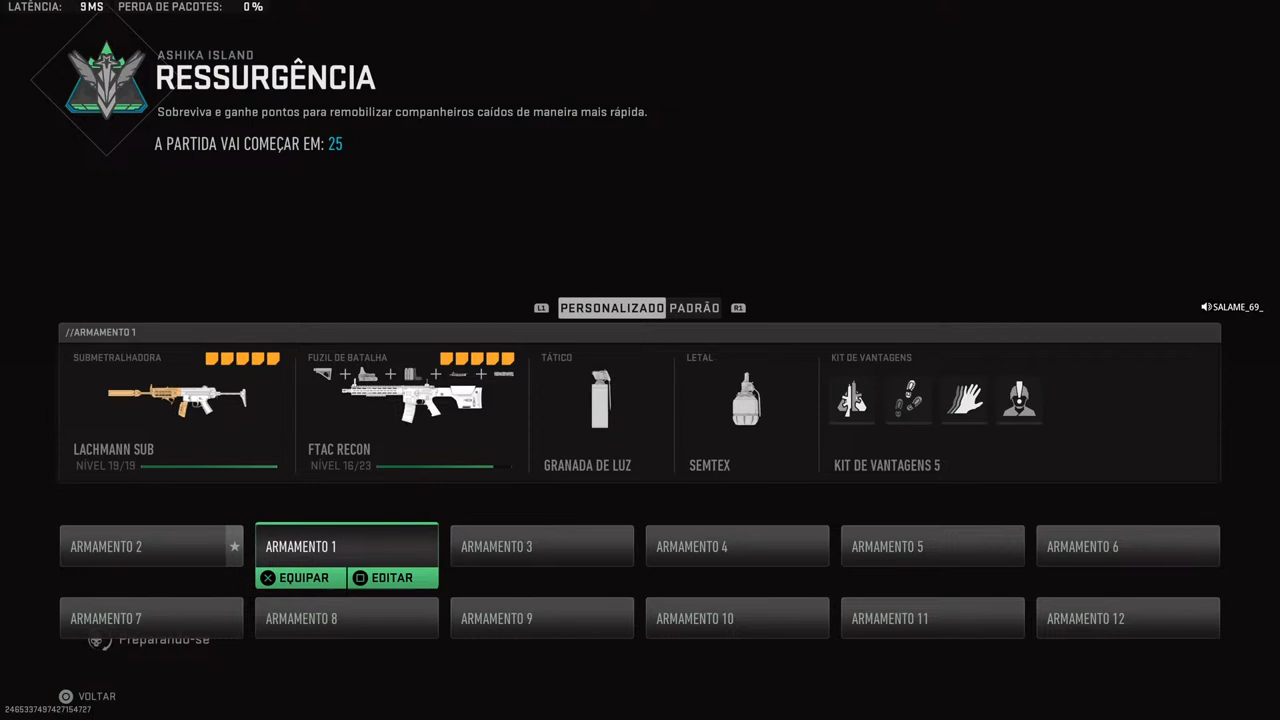 LATÊNCIA: 9 MS PERDA DE PACOTES: 0 %
ASHIKA ISLAND
RESSURGÊNCIA
Sobreviva e ganhe pontos para remobilizar companheiros caídos de maneira mais rápida.
A PARTIDA VAI COMEÇAR EM: 25
L1 PERSONALIZADO PADRÃO R1
SALAME_69_
//ARMAMENTO 1
SUBMETRALHADORA
LACHMANN SUB
NÍVEL 19/19
FUZIL DE BATALHA
FTAC RECON
NÍVEL 16/23
TÁTICO
GRANADA DE LUZ
LETAL
SEMTEX
KIT DE VANTAGENS
KIT DE VANTAGENS 5
ARMAMENTO 2
ARMAMENTO 1
EQUIPAR EDITAR
ARMAMENTO 3
ARMAMENTO 4
ARMAMENTO 5
ARMAMENTO 6
ARMAMENTO 7
ARMAMENTO 8
ARMAMENTO 9
ARMAMENTO 10
ARMAMENTO 11
ARMAMENTO 12
Preparando-se
VOLTAR
2465337497427154727